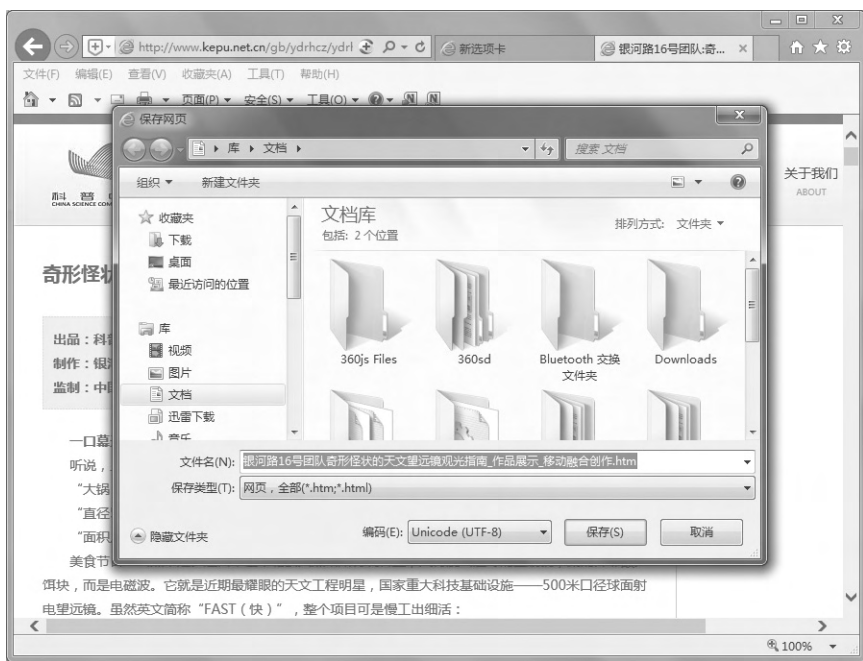 http://www.kepu.net.cn/gb/ydrhcz/ydrl
新选项卡
银河路16号团队:奇...
文件(F) 编辑(E) 查看(V) 收藏夹(A) 工具(T) 帮助(H)
页面(P) 安全(S) 工具(O)
保存网页
库 文档
搜索 文档
组织 新建文件夹
关于我们
ABOUT
科 普
CHINA SCIENCE COM
收藏夹
下载
桌面
最近访问的位置
库
视频
图片
文档
迅雷下载
音乐
文档库
包括: 2 个位置
排列方式: 文件夹
360js Files
360sd
Bluetooth 交换文件夹
Downloads
奇形怪状
出品:科普
制作:银河
监制:中国
一口幕
听说,
“大锅
“直径
“面积
美食节
文件名(N): 银河路16号团队奇形怪状的天文望远镜观光指南_作品展示_移动融合创作.htm
保存类型(T): 网页,全部(*.htm;*.html)
隐藏文件夹
编码(E): Unicode (UTF-8)
保存(S)
取消
饵块,而是电磁波。它就是近期最耀眼的天文工程明星,国家重大科技基础设施——500米口径球面射
电望远镜。虽然英文简称“FAST(快)”,整个项目可是慢工出细活:
100%